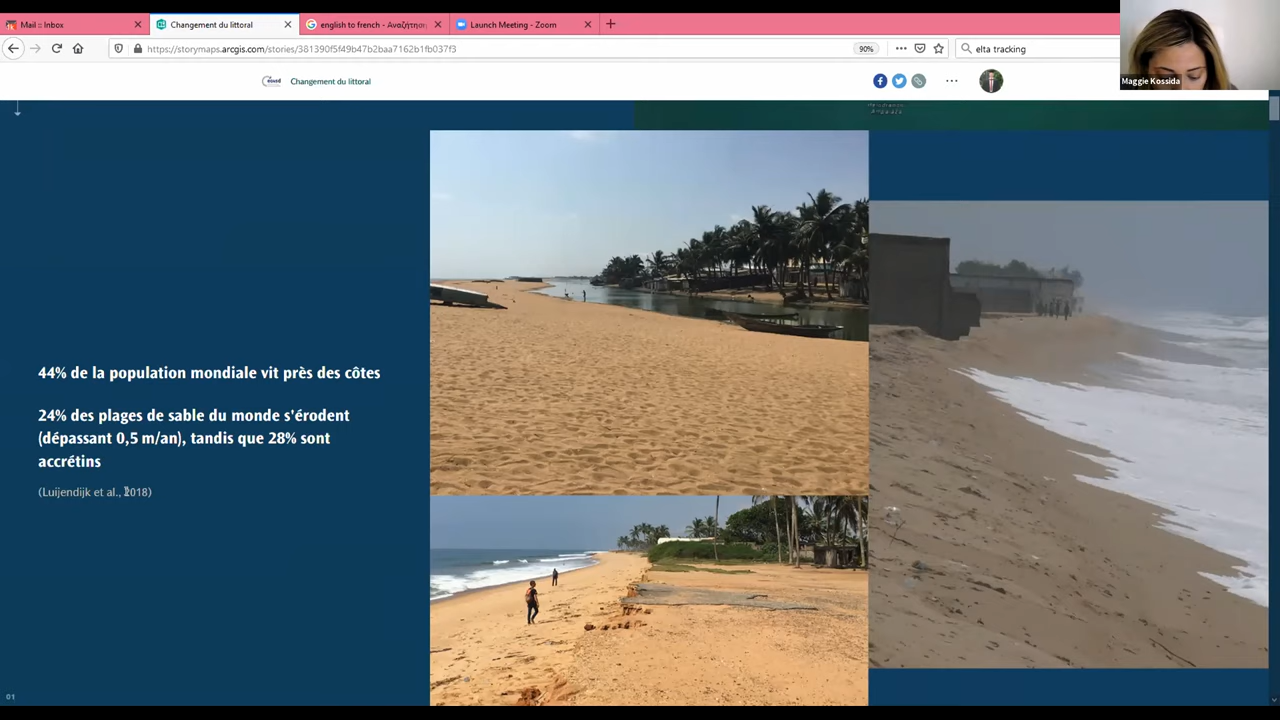 Mail :: Inbox
Changement du littoral
english to french - Αναζήτηση
Launch Meeting - Zoom
https://storymaps.arcgis.com/stories/381390f5f49b47b2baa7162b1fb037f3
90%
elta tracking
Maggie Kossida
Changement du littoral
44% de la population mondiale vit près des côtes
24% des plages de sable du monde s'érodent
(dépassant 0,5 m/an), tandis que 28% sont
accrétins
(Luijendijk et al., 2018)
01